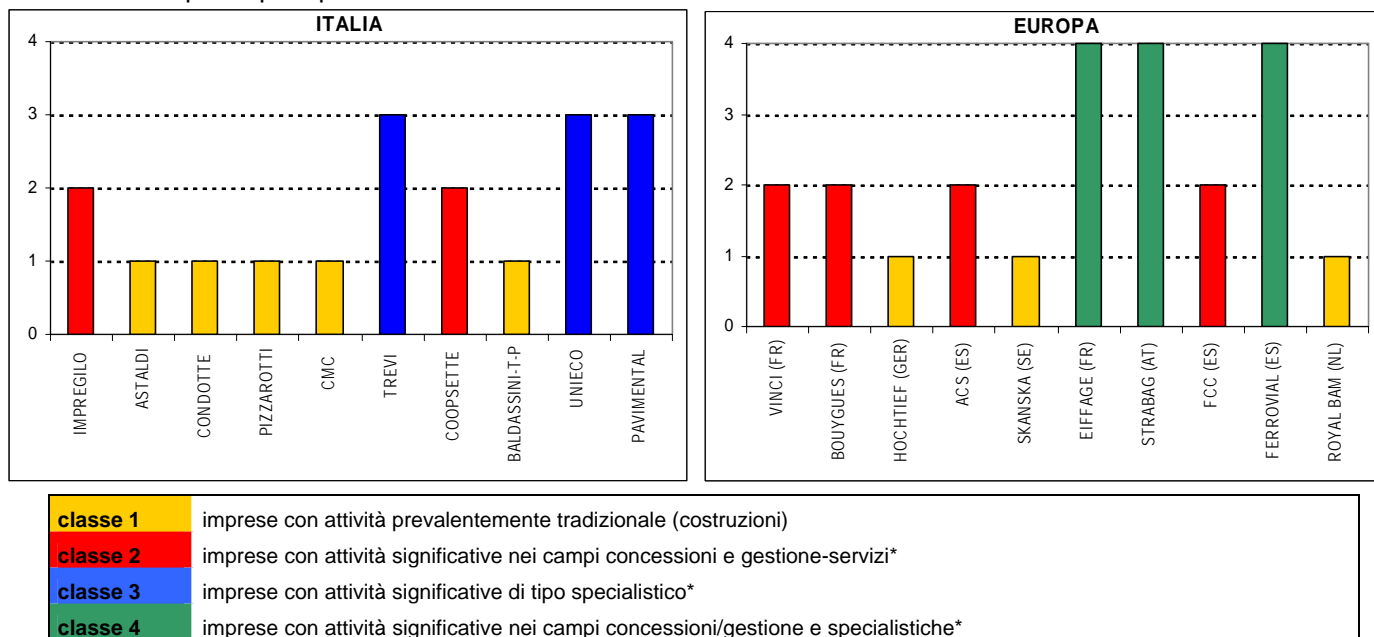 ITALIA
4
3
2
1
0
IMPREGILO
ASTALDI
CONDOTTE
PIZZAROTTI
CMC
TREVI
COOPSETTE
BALDASSINI-T-P
UNIECO
PAVIMENTAL
EUROPA
4
3
2
1
0
VINCI (FR)
BOUYGUES (FR)
HOCHTIEF (GER)
ACS (ES)
SKANSKA (SE)
EIFFAGE (FR)
STRABAG (AT)
FCC (ES)
FERROVIAL (ES)
ROYAL BAM (NL)
classe 1 imprese con attività prevalentemente tradizionale (costruzioni)
classe 2 imprese con attività significative nei campi concessioni e gestione-servizi*
classe 3 imprese con attività significative di tipo specialistico*
classe 4 imprese con attività significative nei campi concessioni/gestione e specialistiche*